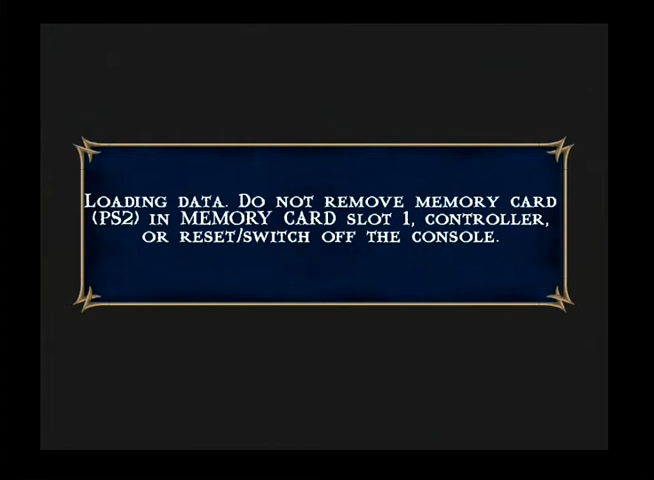 Loading data. Do not remove memory card
(PS2) in MEMORY CARD slot 1, controller,
or reset/switch off the console.